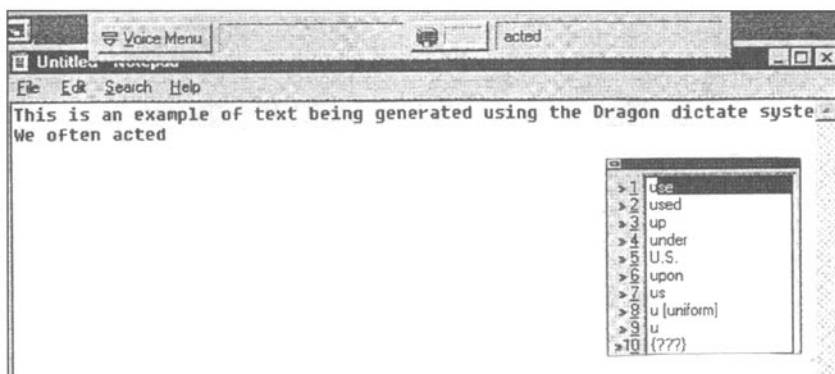 Voice Menu acted
Untitled - Notepad
File Edit Search Help
This is an example of text being generated using the Dragon dictate syste
We often acted
»1 use
»2 used
»3 up
»4 under
»5 U.S.
»6 upon
»7 us
»8 u [uniform]
»9 u
»10 {???}